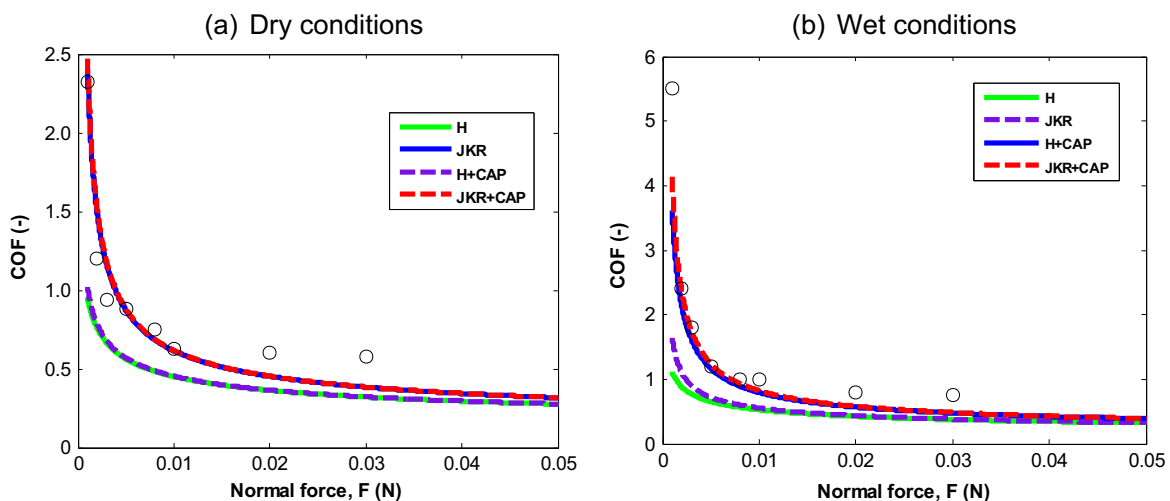 (a) Dry conditions
2.5
2.0
1.5
1.0
0.5
0
COF (-)
H
JKR
H+CAP
JKR+CAP
0 0.01 0.02 0.03 0.04 0.05
Normal force, F (N)
(b) Wet conditions
6
5
4
3
2
1
0
COF (-)
H
JKR
H+CAP
JKR+CAP
0 0.01 0.02 0.03 0.04 0.05
Normal force, F (N)